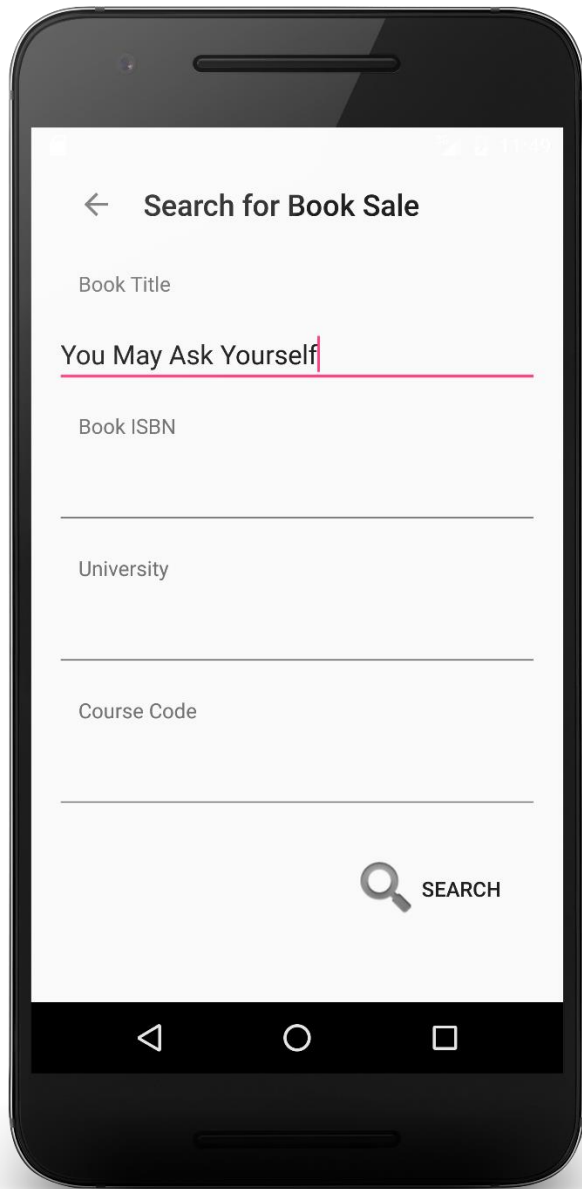 Search for Book Sale
Book Title
You May Ask Yourself
Book ISBN
University
Course Code
SEARCH